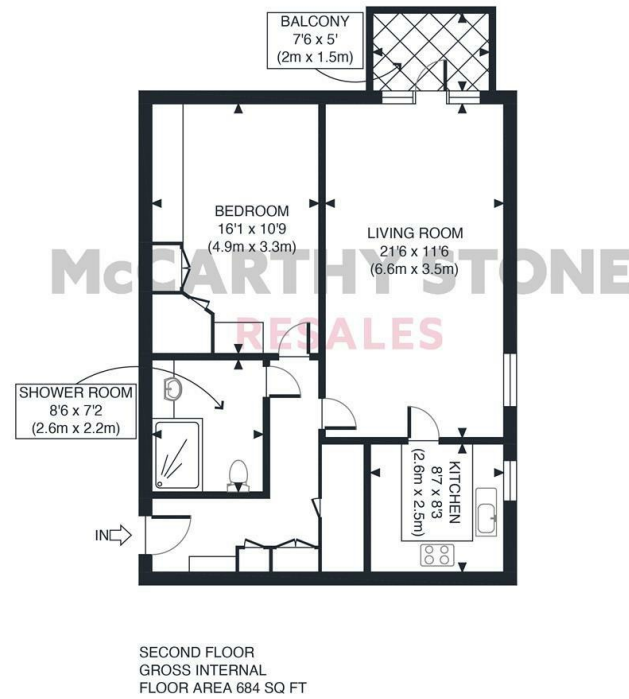 BALCONY
7'6 x 5'
(2m x 1.5m)
BEDROOM
16'1 x 10'9
(4.9m x 3.3m)
LIVING ROOM
21'6 x 11'6
(6.6m x 3.5m)
McCARTHY STONE
RESALES
SHOWER ROOM
8'6 x 7'2
(2.6m x 2.2m)
KITCHEN
8'7 x 8'3
(2.6m x 2.5m)
IN
SECOND FLOOR
GROSS INTERNAL
FLOOR AREA 684 SQ FT